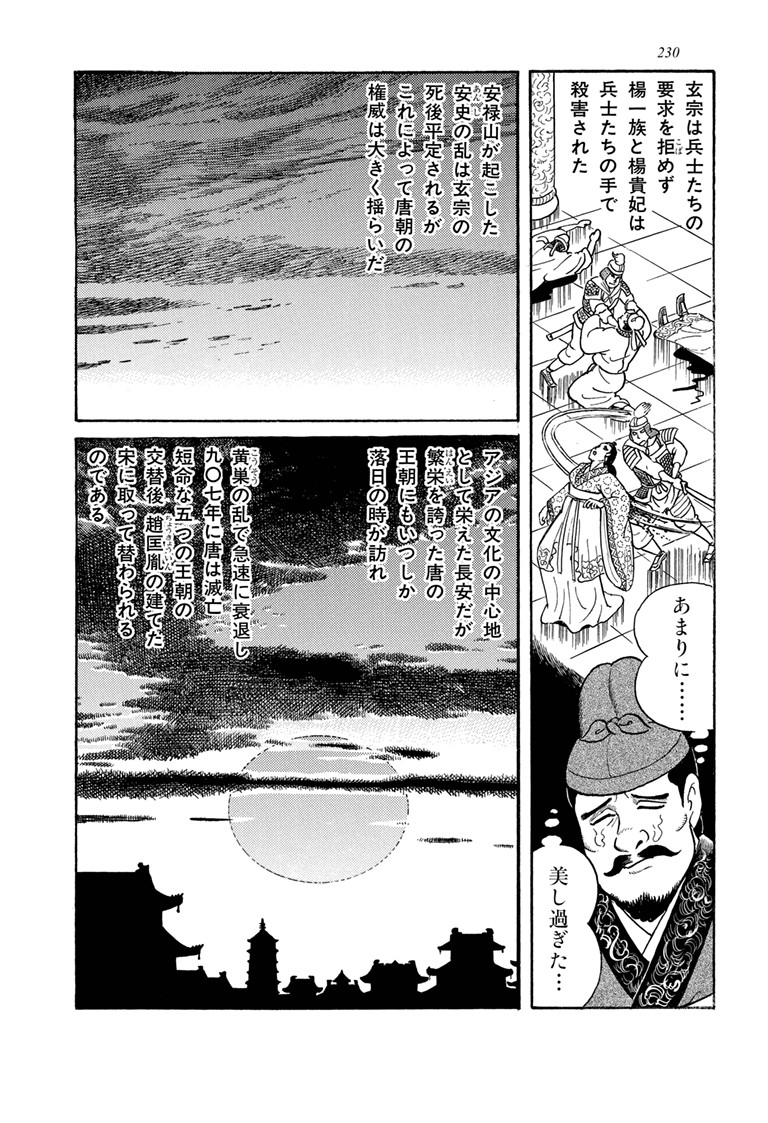 230
玄宗は兵士たちの
要求を拒めず
楊一族と楊貴妃は
兵士たちの手で
殺害された
あまりに……
美し過ぎた…
安禄山が起こした
安史の乱は玄宗の
死後平定されるが
これによって唐朝の
権威は大きく揺らいだ
アジアの文化の中心地
として栄えた長安だが
繁栄を誇った唐の
王朝にもいつしか
落日の時が訪れ
黄巣の乱で急速に衰退し
九〇七年に唐は滅亡
短命な五つの王朝の
交替後、趙匡胤の建てた
宋に取って替わられる
のである